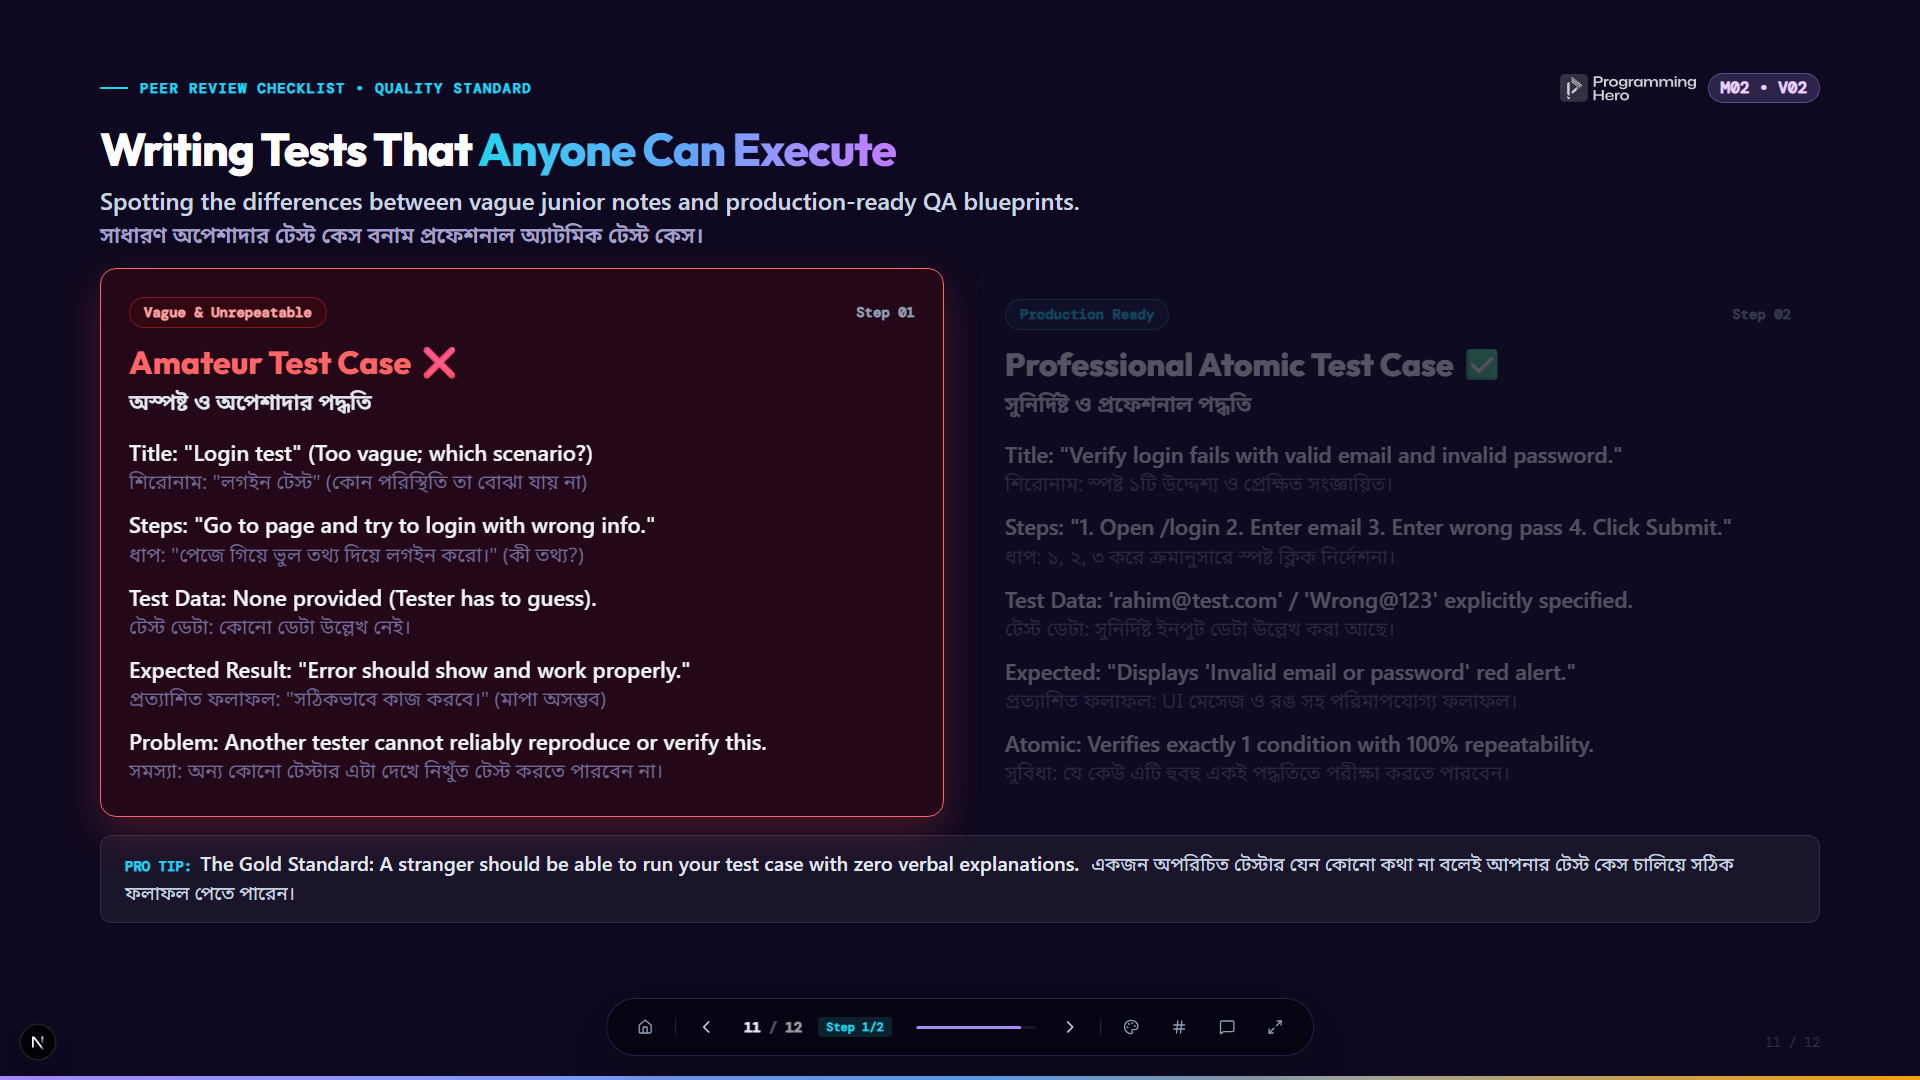 PEER REVIEW CHECKLIST • QUALITY STANDARD
Programming
Hero
M02 • V02
Writing Tests That Anyone Can Execute
Spotting the differences between vague junior notes and production-ready QA blueprints.
সাধারণ অপেশাদার টেস্ট কেস বনাম প্রফেশনাল অ্যাটমিক টেস্ট কেস।
Vague & Unrepeatable
Step 01
Amateur Test Case ❌
অস্পষ্ট ও অপেশাদার পদ্ধতি
Title: "Login test" (Too vague; which scenario?)
শিরোনাম: "লগইন টেস্ট" (কোন পরিস্থিতি তা বোঝা যায় না)
Steps: "Go to page and try to login with wrong info."
ধাপ: "পেজে গিয়ে ভুল তথ্য দিয়ে লগইন করো।" (কী তথ্য?)
Test Data: None provided (Tester has to guess).
টেস্ট ডেটা: কোনো ডেটা উল্লেখ নেই।
Expected Result: "Error should show and work properly."
প্রত্যাশিত ফলাফল: "সঠিকভাবে কাজ করবে।" (মাপা অসম্ভব)
Problem: Another tester cannot reliably reproduce or verify this.
সমস্যা: অন্য কোনো টেস্টার এটা দেখে নিখুঁত টেস্ট করতে পারবেন না।
Production Ready
Step 02
Professional Atomic Test Case ✅
সুনির্দিষ্ট ও প্রফেশনাল পদ্ধতি
Title: "Verify login fails with valid email and invalid password."
শিরোনাম: স্পষ্ট ১টি উদ্দেশ্য ও প্রেক্ষিত সংজ্ঞায়িত।
Steps: "1. Open /login 2. Enter email 3. Enter wrong pass 4. Click Submit."
ধাপ: ১, ২, ৩ করে ক্রমানুসারে স্পষ্ট ক্লিক নির্দেশনা।
Test Data: 'rahim@test.com' / 'Wrong@123' explicitly specified.
টেস্ট ডেটা: সুনির্দিষ্ট ইনপুট ডেটা উল্লেখ করা আছে।
Expected: "Displays 'Invalid email or password' red alert."
প্রত্যাশিত ফলাফল: UI মেসেজ ও রঙ সহ পরিমাপযোগ্য ফলাফল।
Atomic: Verifies exactly 1 condition with 100% repeatability.
সুবিধা: যে কেউ এটি হুবহু একই পদ্ধতিতে পরীক্ষা করতে পারবেন।
PRO TIP: The Gold Standard: A stranger should be able to run your test case with zero verbal explanations. একজন অপরিচিত টেস্টার যেন কোনো কথা না বলেই আপনার টেস্ট কেস চালিয়ে সঠিক
ফলাফল পেতে পারেন।
11 / 12
Step 1/2
N
11 / 12